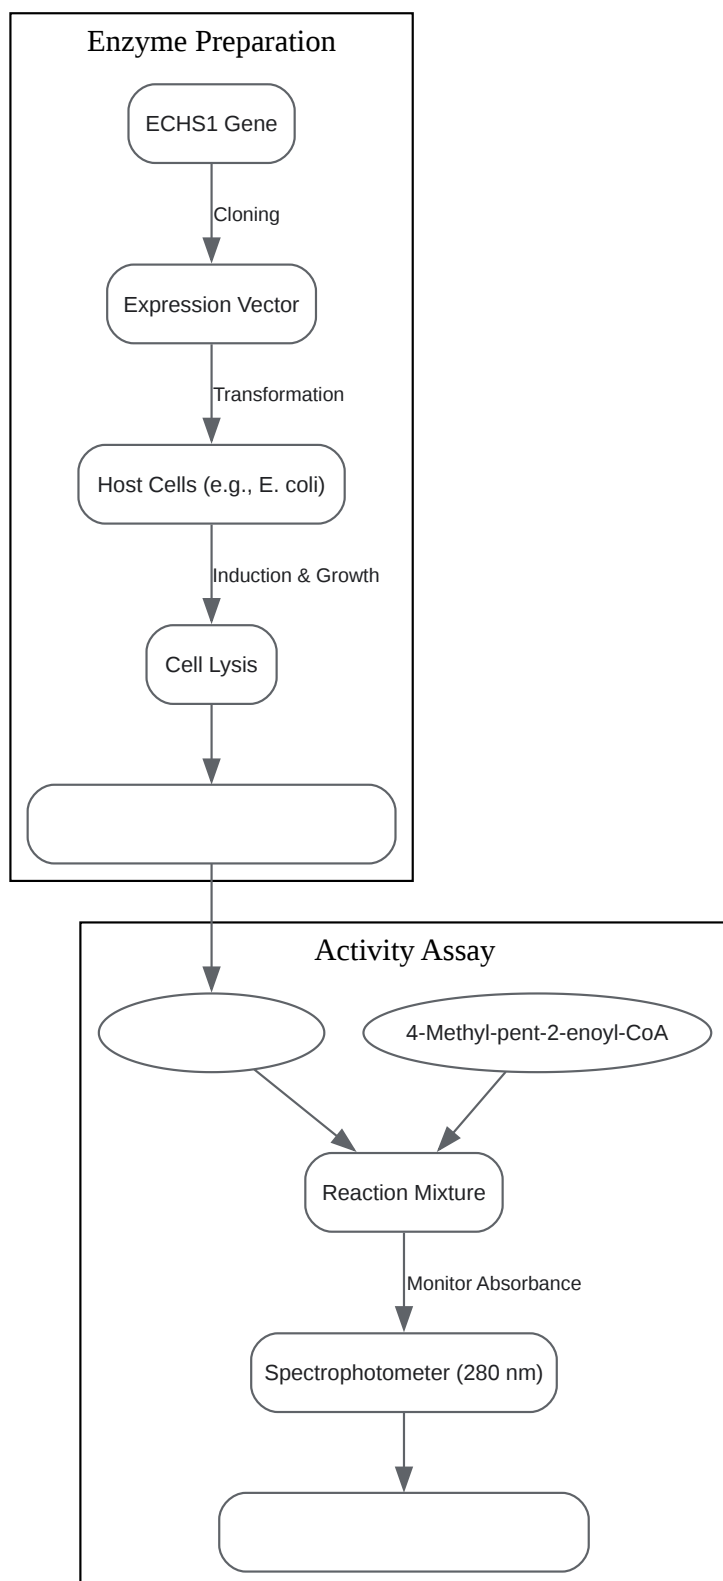 Enzyme Preparation
ECHS1 Gene
Cloning
Expression Vector
Transformation
Host Cells (e.g., E. coli)
Induction & Growth
Cell Lysis
Activity Assay
4-Methyl-pent-2-enoyl-CoA
Reaction Mixture
Monitor Absorbance
Spectrophotometer (280 nm)